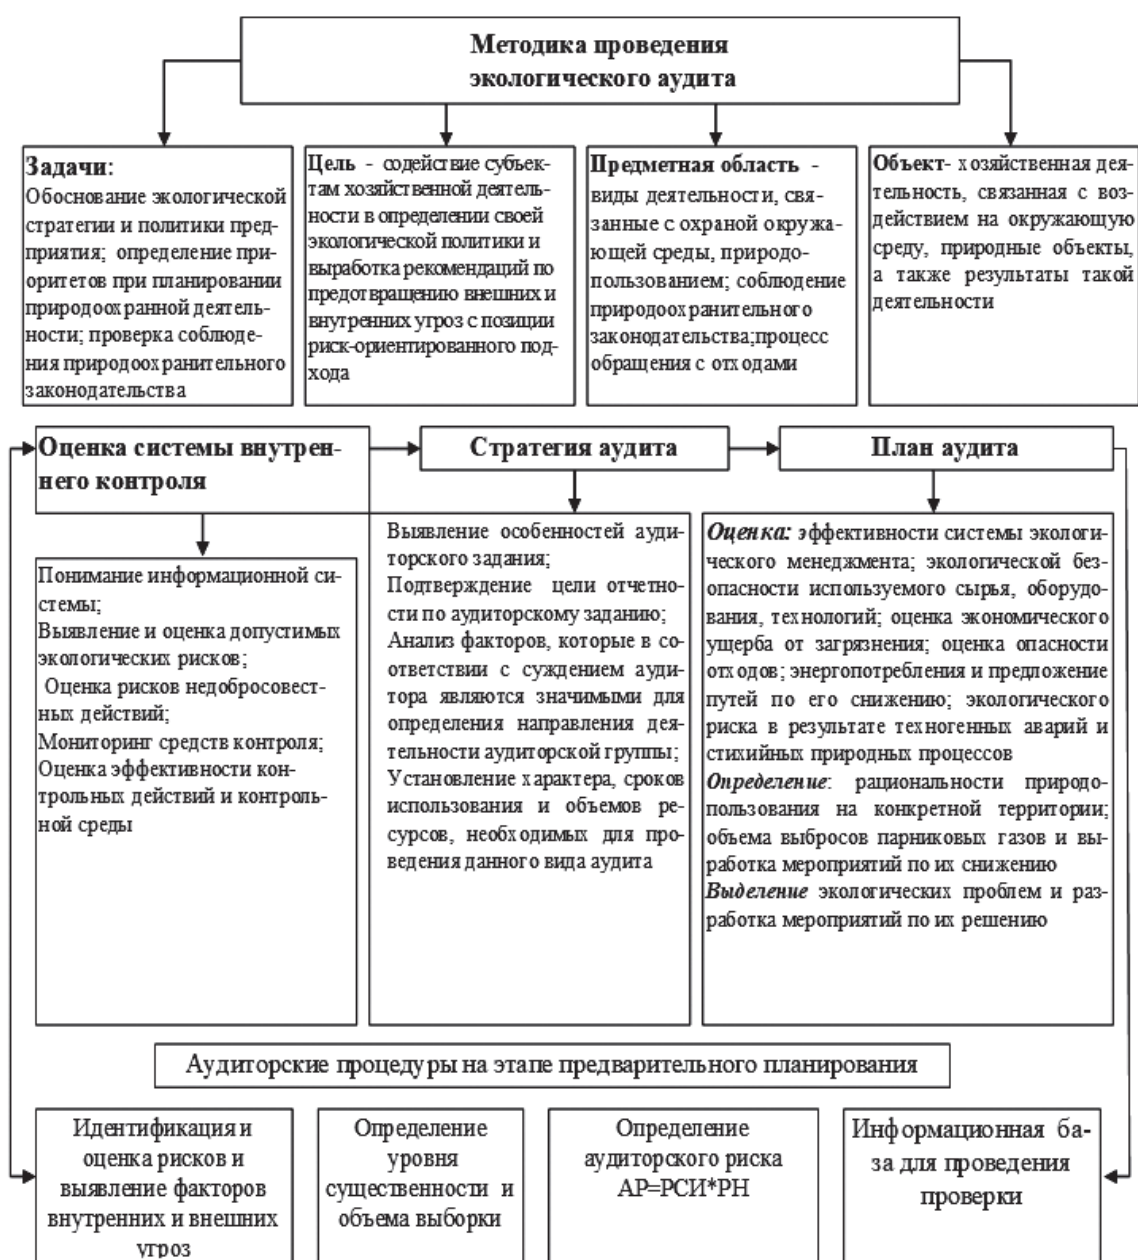 Методика проведения
экологического аудита
Задачи:
Обоснование экологической
стратегии и политики пред-
приятия; определение при-
оритетов при планировании
природоохранной деятель-
ности; проверка соблюде-
ния природоохранительного
законодательства
Цель - содействие субъек-
там хозяйственной деятель-
ности в определении своей
экологической политики и
выработка рекомендаций по
предотвращению внешних и
внутренних угроз с позиции
риск-ориентированного под-
хода
Предметная область -
виды деятельности, свя-
занные с охраной окружа-
ющей среды, природо-
пользованием; соблюдение
природоохранительного
законодательства;процесс
обращения с отходами
Объект- хозяйственная дея-
тельность, связанная с воз-
действием на окружающую
среду, природные объекты,
а также результаты такой
деятельности
Оценка системы внутрен-
него контроля
Стратегия аудита
План аудита
Понимание информационной си-
стемы;
Выявление и оценка допустимых
экологических рисков;
Оценка рисков недобросовест-
ных действий;
Мониторинг средств контроля;
Оценка эффективности кон-
трольных действий и контроль-
ной среды
Выявление особенностей ауди-
торского задания;
Подтверждение цели отчетно-
сти по аудиторскому заданию;
Анализ факторов, которые в со-
ответствии с суждением ауди-
тора являются значимыми для
определения направления дея-
тельности аудиторской группы;
Установление характера, сроков
использования и объемов ре-
сурсов, необходимых для про-
ведения данного вида аудита
Оценка: эффективности системы экологи-
ческого менеджмента; экологической без-
опасности используемого сырья, оборудо-
вания, технологий; оценка экономического
ущерба от загрязнения; оценка опасности
отходов; энергопотребления и предложение
путей по его снижению; экологического
риска в результате техногенных аварий и
стихийных природных процессов
Определение: рациональности природо-
пользования на конкретной территории;
объема выбросов парниковых газов и вы-
работка мероприятий по их снижению
Выделение экологических проблем и раз-
работка мероприятий по их решению
Аудиторские процедуры на этапе предварительного планирования
Идентификация и
оценка рисков и
выявление факторов
внутренних и внешних
угроз
Определение
уровня
существенности и
объема выборки
Определение
аудиторского риска
АР=РСИ*РН
Информационная ба-
за для проведения
проверки